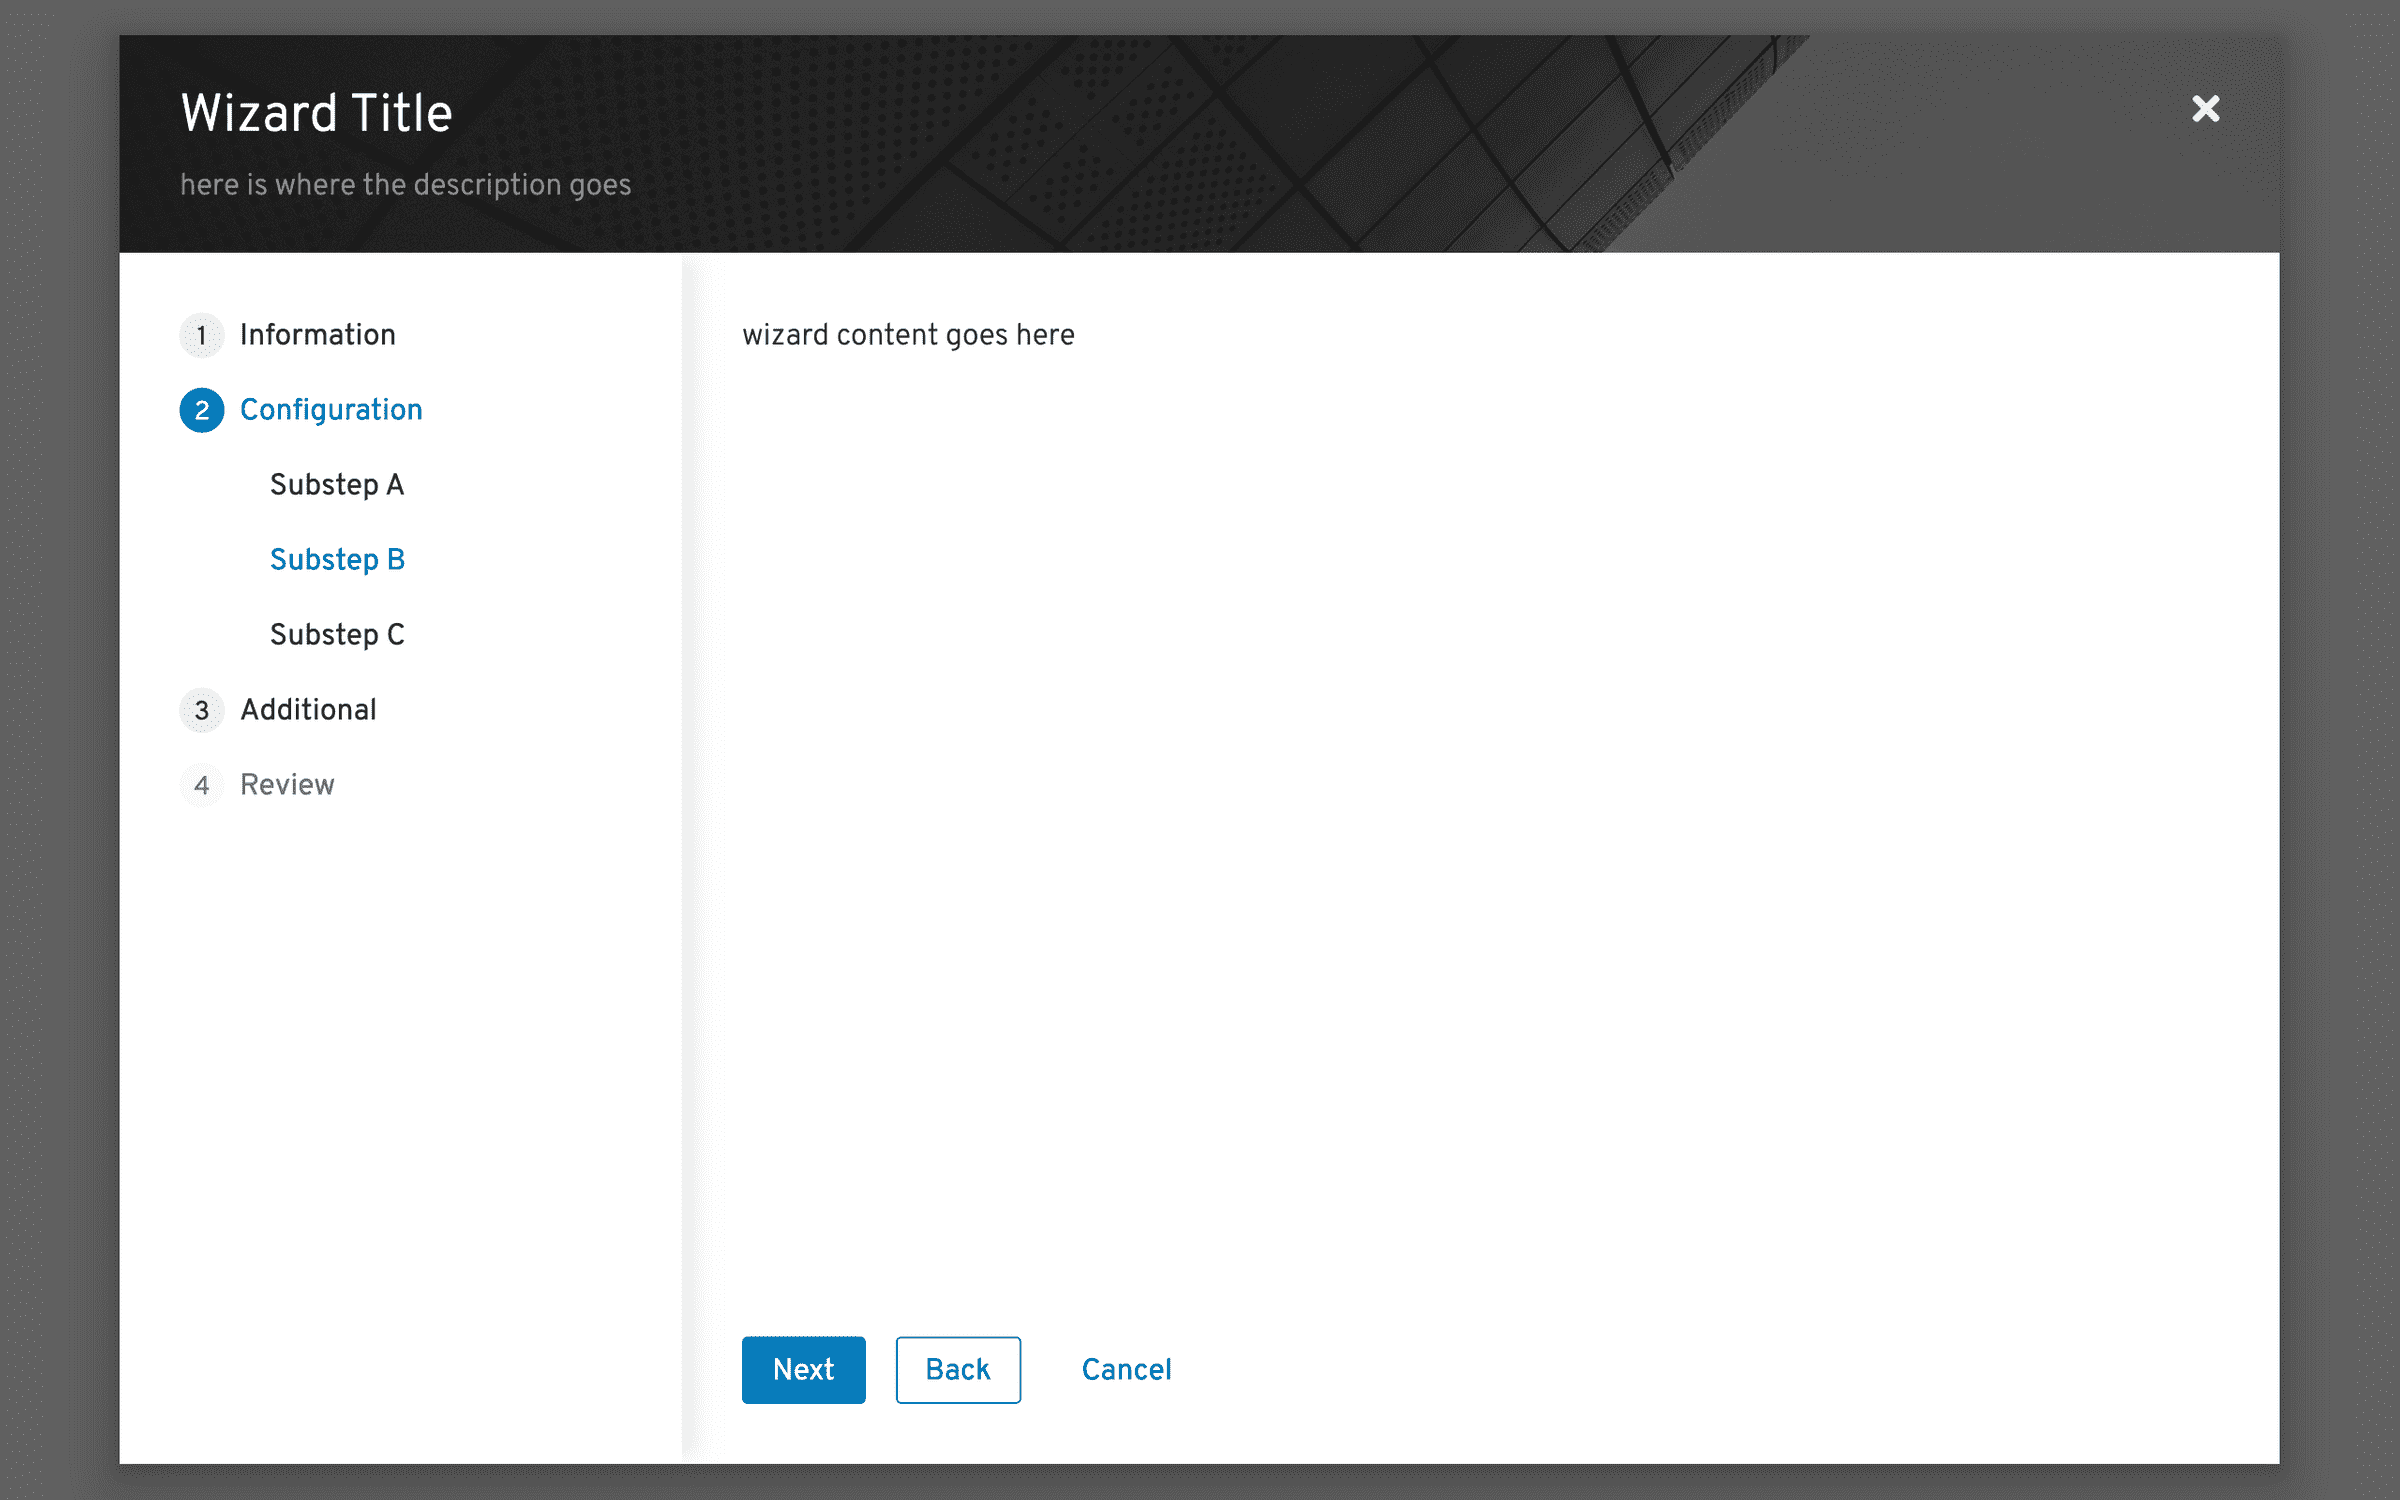 Wizard Title
here is where the description goes
1 Information
2 Configuration
Substep A
Substep B
Substep C
3 Additional
4 Review
wizard content goes here
Next Back Cancel